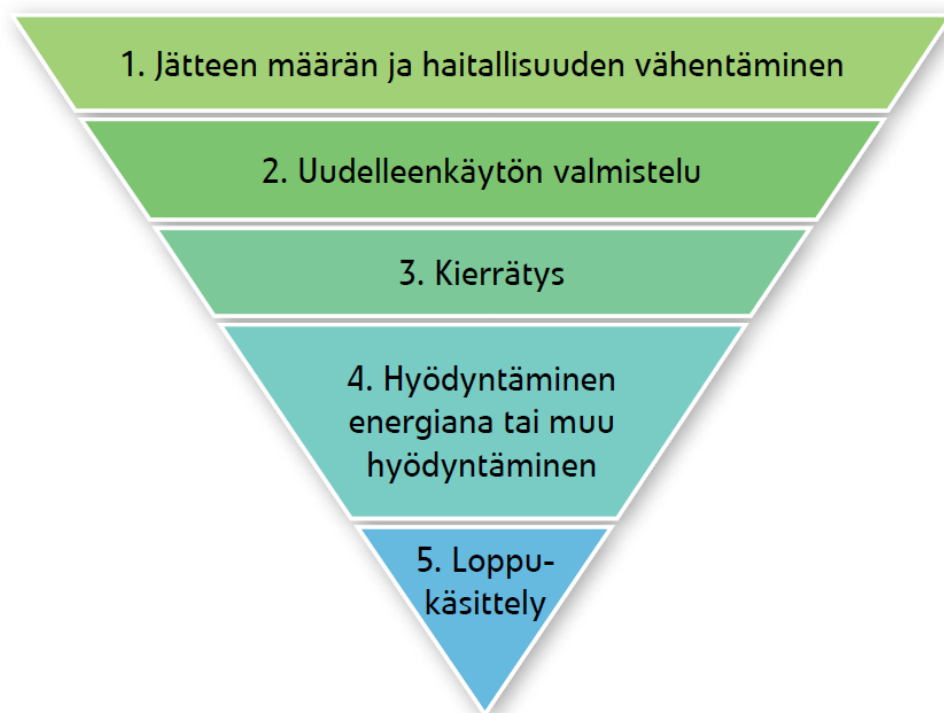 1. Jätteen määrän ja haitallisuuden vähentäminen
2. Uudelleenkäytön valmistelu
3. Kierrätys
4. Hyödyntäminen
energiana tai muu
hyödyntäminen
5. Loppu-
käsittely